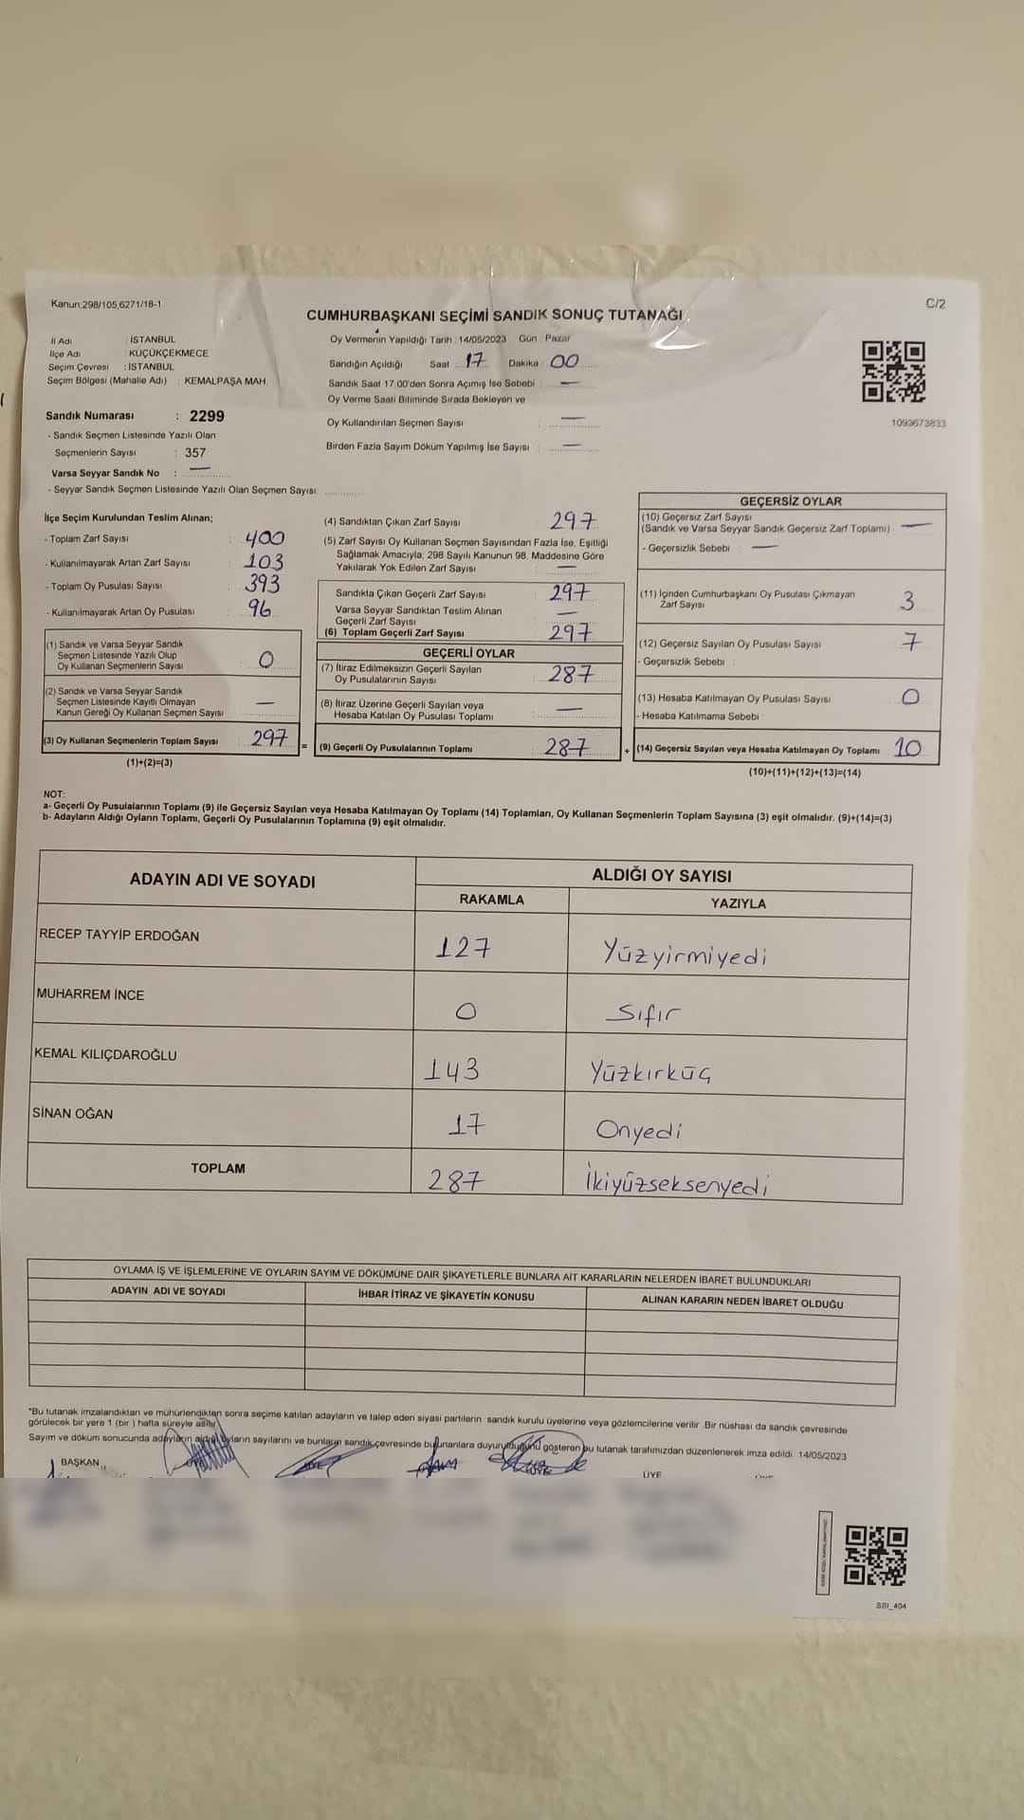 Kanun:298/105,6271/18-1
C/2
CUMHURBAŞKANI SEÇİMİ SANDIK SONUÇ TUTANAĞI
İl Adı : İSTANBUL
İlçe Adı : KÜÇÜKÇEKMECE
Seçim Çevresi : İSTANBUL
Seçim Bölgesi (Mahalle Adı) : KEMALPAŞA MAH.
Sandık Numarası : 2299
- Sandık Seçmen Listesinde Yazılı Olan
Seçmenlerin Sayısı : 357
Varsa Seyyar Sandık No : —
- Seyyar Sandık Seçmen Listesinde Yazılı Olan Seçmen Sayısı:
Oy Vermenin Yapıldığı Tarih : 14/05/2023 Gün : Pazar
Sandığın Açıldığı Saat 17 Dakika 00
Sandık Saat 17.00'den Sonra Açımış İse Sebebi —
Oy Verme Saati Bitiminde Sırada Bekleyen ve
Oy Kullandırılan Seçmen Sayısı : —
Birden Fazla Sayım Döküm Yapılmış İse Sayısı : —
1093673833
İlçe Seçim Kurulundan Teslim Alınan;
- Toplam Zarf Sayısı : 400
- Kullanılmayarak Artan Zarf Sayısı : 103
- Toplam Oy Pusulası Sayısı : 393
- Kullanılmayarak Artan Oy Pusulası : 96
(1) Sandık ve Varsa Seyyar Sandık
Seçmen Listesinde Yazılı Olup
Oy Kullanan Seçmenlerin Sayısı 0
(2) Sandık ve Varsa Seyyar Sandık
Seçmen Listesinde Kayıtlı Olmayan
Kanun Gereği Oy Kullanan Seçmen Sayısı —
(3) Oy Kullanan Seçmenlerin Toplam Sayısı 297
(1)+(2)=(3)
(4) Sandıktan Çıkan Zarf Sayısı 297
(5) Zarf Sayısı Oy Kullanan Seçmen Sayısından Fazla İse, Eşitliği
Sağlamak Amacıyla; 298 Sayılı Kanunun 98. Maddesine Göre
Yakılarak Yok Edilen Zarf Sayısı —
Sandıkta Çıkan Geçerli Zarf Sayısı 297
Varsa Seyyar Sandıktan Teslim Alınan
Geçerli Zarf Sayısı —
(6) Toplam Geçerli Zarf Sayısı 297
GEÇERLİ OYLAR
(7) İtiraz Edilmeksizin Geçerli Sayılan
Oy Pusulalarının Sayısı 287
(8) İtiraz Üzerine Geçerli Sayılan veya
Hesaba Katılan Oy Pusulası Toplamı —
= (9) Geçerli Oy Pusulalarının Toplamı 287 +
GEÇERSİZ OYLAR
(10) Geçersiz Zarf Sayısı
(Sandık ve Varsa Seyyar Sandık Geçersiz Zarf Toplamı) —
- Geçersizlik Sebebi : —
(11) İçinden Cumhurbaşkanı Oy Pusulası Çıkmayan
Zarf Sayısı 3
(12) Geçersiz Sayılan Oy Pusulası Sayısı 7
- Geçersizlik Sebebi :
(13) Hesaba Katılmayan Oy Pusulası Sayısı 0
- Hesaba Katılmama Sebebi :
(14) Geçersiz Sayılan veya Hesaba Katılmayan Oy Toplamı 10
(10)+(11)+(12)+(13)=(14)
NOT:
a- Geçerli Oy Pusulalarının Toplamı (9) ile Geçersiz Sayılan veya Hesaba Katılmayan Oy Toplamı (14) Toplamları, Oy Kullanan Seçmenlerin Toplam Sayısına (3) eşit olmalıdır. (9)+(14)=(3)
b- Adayların Aldığı Oyların Toplamı, Geçerli Oy Pusulalarının Toplamına (9) eşit olmalıdır.
ADAYIN ADI VE SOYADI
ALDIĞI OY SAYISI
RAKAMLA YAZIYLA
RECEP TAYYİP ERDOĞAN 127 Yüzyirmiyedi
MUHARREM İNCE 0 Sıfır
KEMAL KILIÇDAROĞLU 143 Yüzkırküç
SİNAN OĞAN 17 Onyedi
TOPLAM 287 İkiyüzseksenyedi
OYLAMA İŞ VE İŞLEMLERİNE VE OYLARIN SAYIM VE DÖKÜMÜNE DAİR ŞİKAYETLERLE BUNLARA AİT KARARLARIN NELERDEN İBARET BULUNDUKLARI
ADAYIN ADI VE SOYADI İHBAR İTİRAZ VE ŞİKAYETİN KONUSU ALINAN KARARIN NEDEN İBARET OLDUĞU
*Bu tutanak imzalandıktan ve mühürlendikten sonra seçime katılan adayların ve talep eden siyasi partilerin sandık kurulu üyelerine veya gözlemcilerine verilir. Bir nüshası da sandık çevresinde
görülecek bir yere 1 (bir ) hafta süreyle asılır.
Sayım ve döküm sonucunda adayların aldığı oyların sayılarını ve bunların sandık çevresinde bulunanlara duyurulduğunu gösteren bu tutanak tarafımızdan düzenlenerek imza edildi. 14/05/2023
BAŞKAN
ÜYE
SBI_404